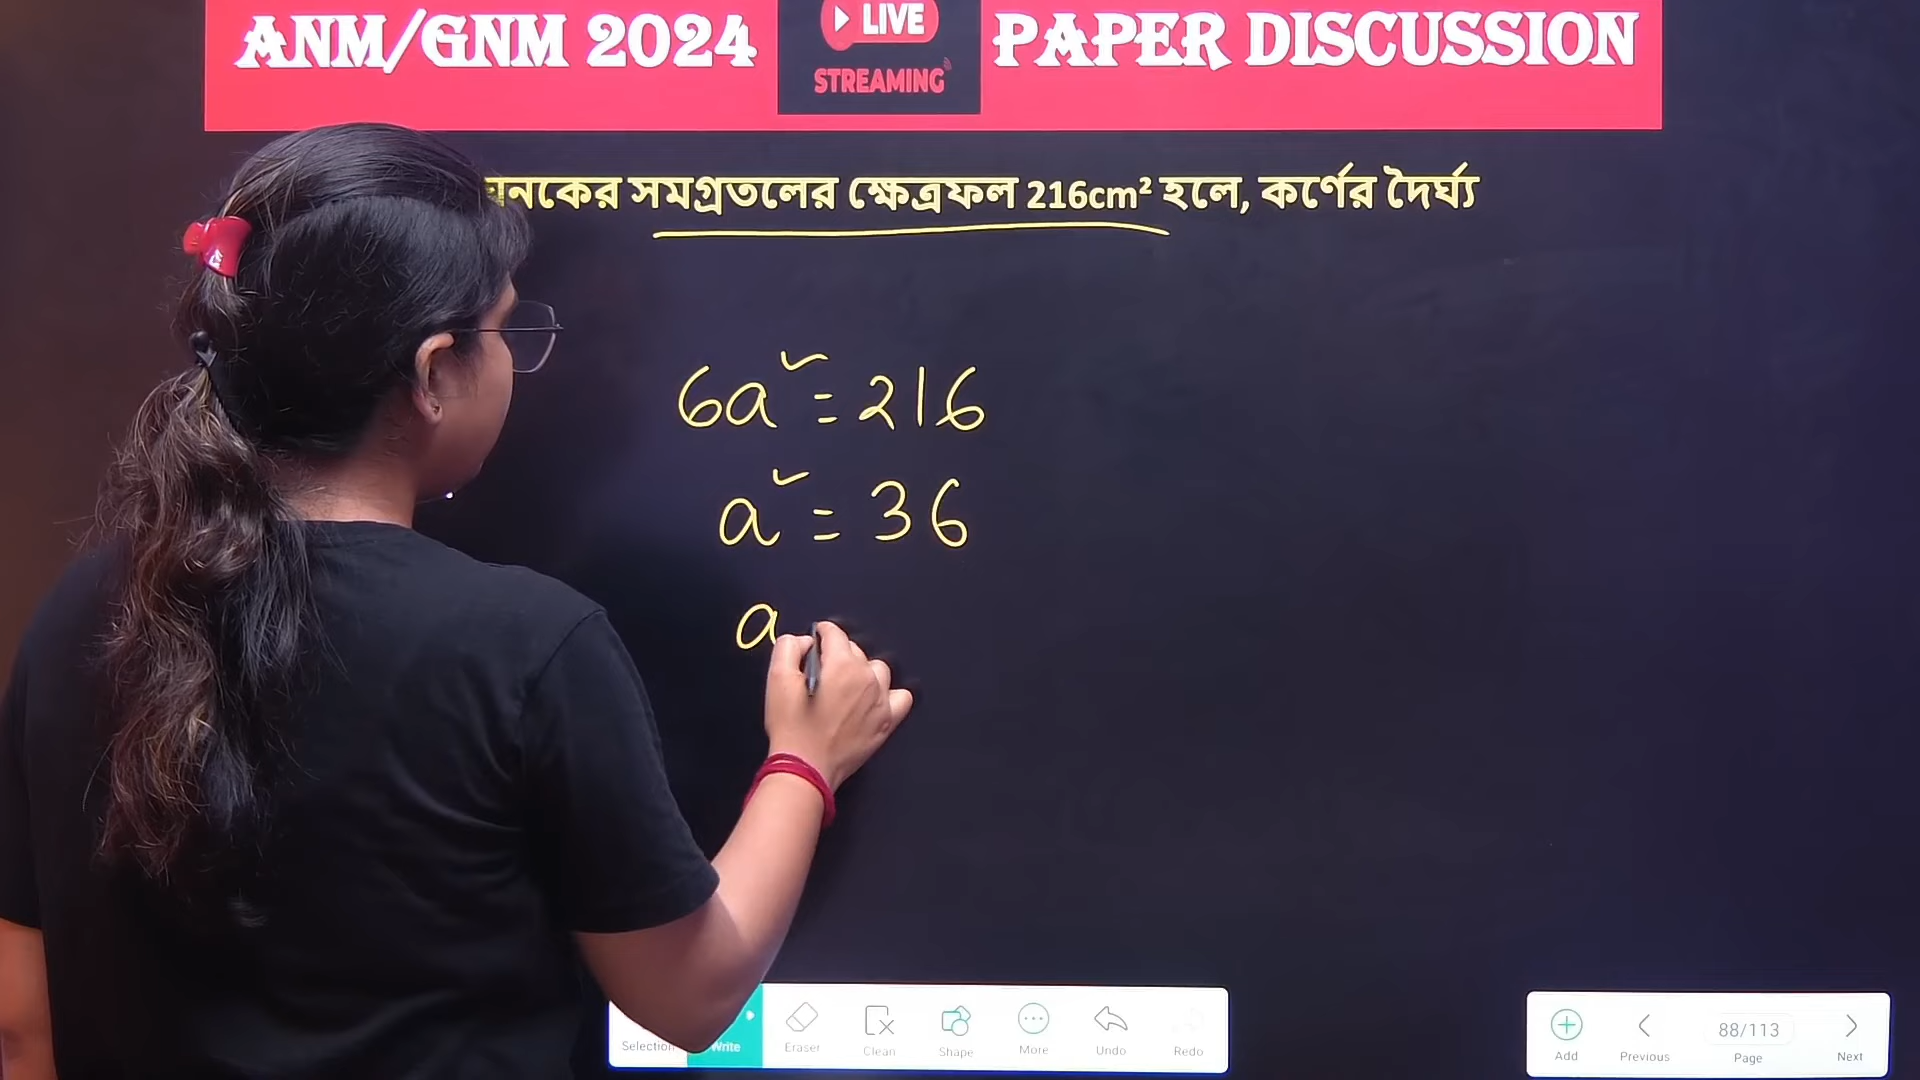 ANM/GNM 2024 LIVE PAPER DISCUSSION
STREAMING
সমগ্রতলের ক্ষেত্রফল 216cm² হলে, কর্ণের দৈর্ঘ্য
6a² = 216
a² = 36
a
Selection Write Eraser Clean Shape More Undo Redo
Add Previous 88/113 Page Next